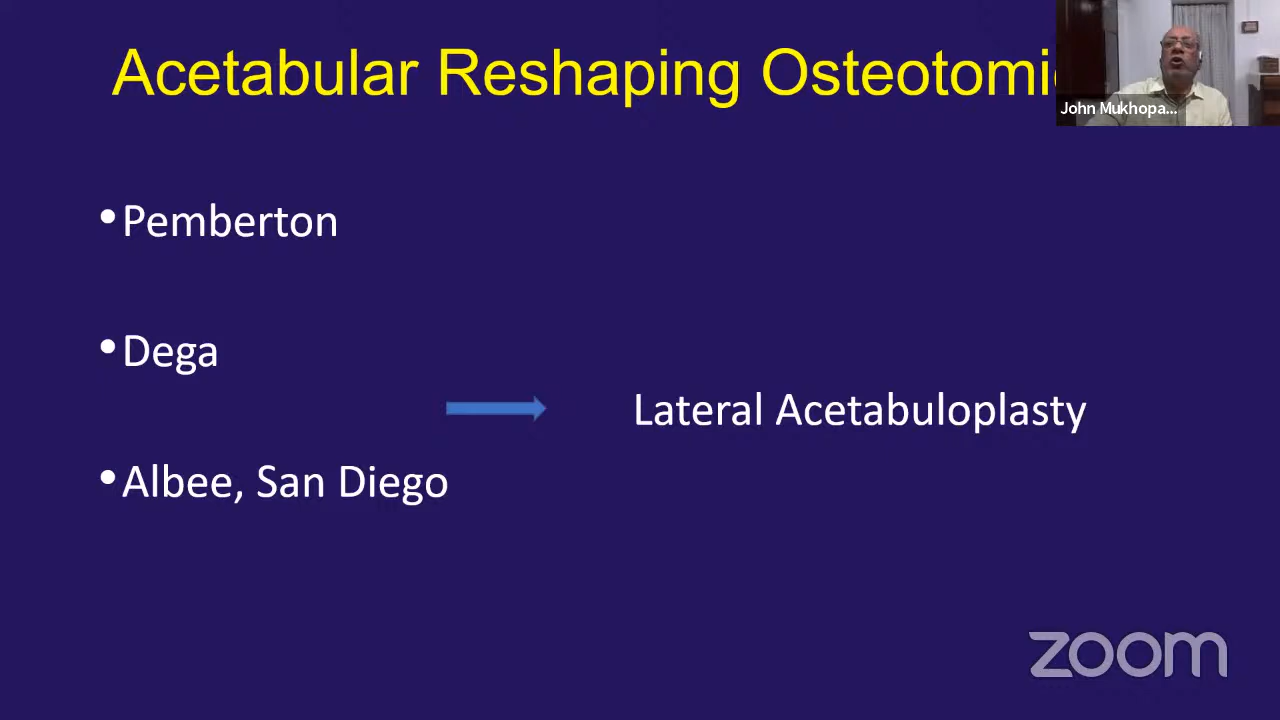 Acetabular Reshaping Osteotomi
John Mukhopa...
•Pemberton
•Dega
Lateral Acetabuloplasty
•Albee, San Diego
zoom